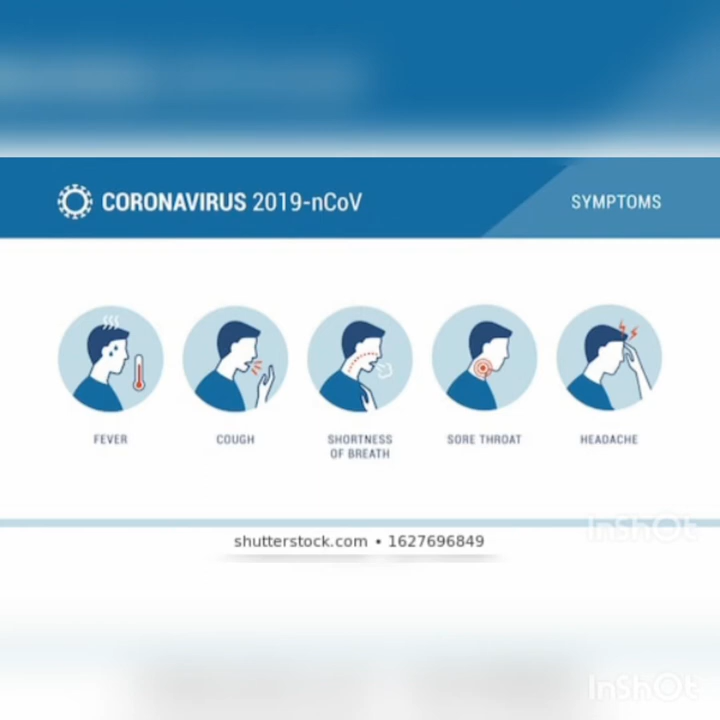 CORONAVIRUS 2019-nCoV
SYMPTOMS
FEVER
COUGH
SHORTNESS
OF BREATH
SORE THROAT
HEADACHE
InShOt
shutterstock.com • 1627696849
InShOt